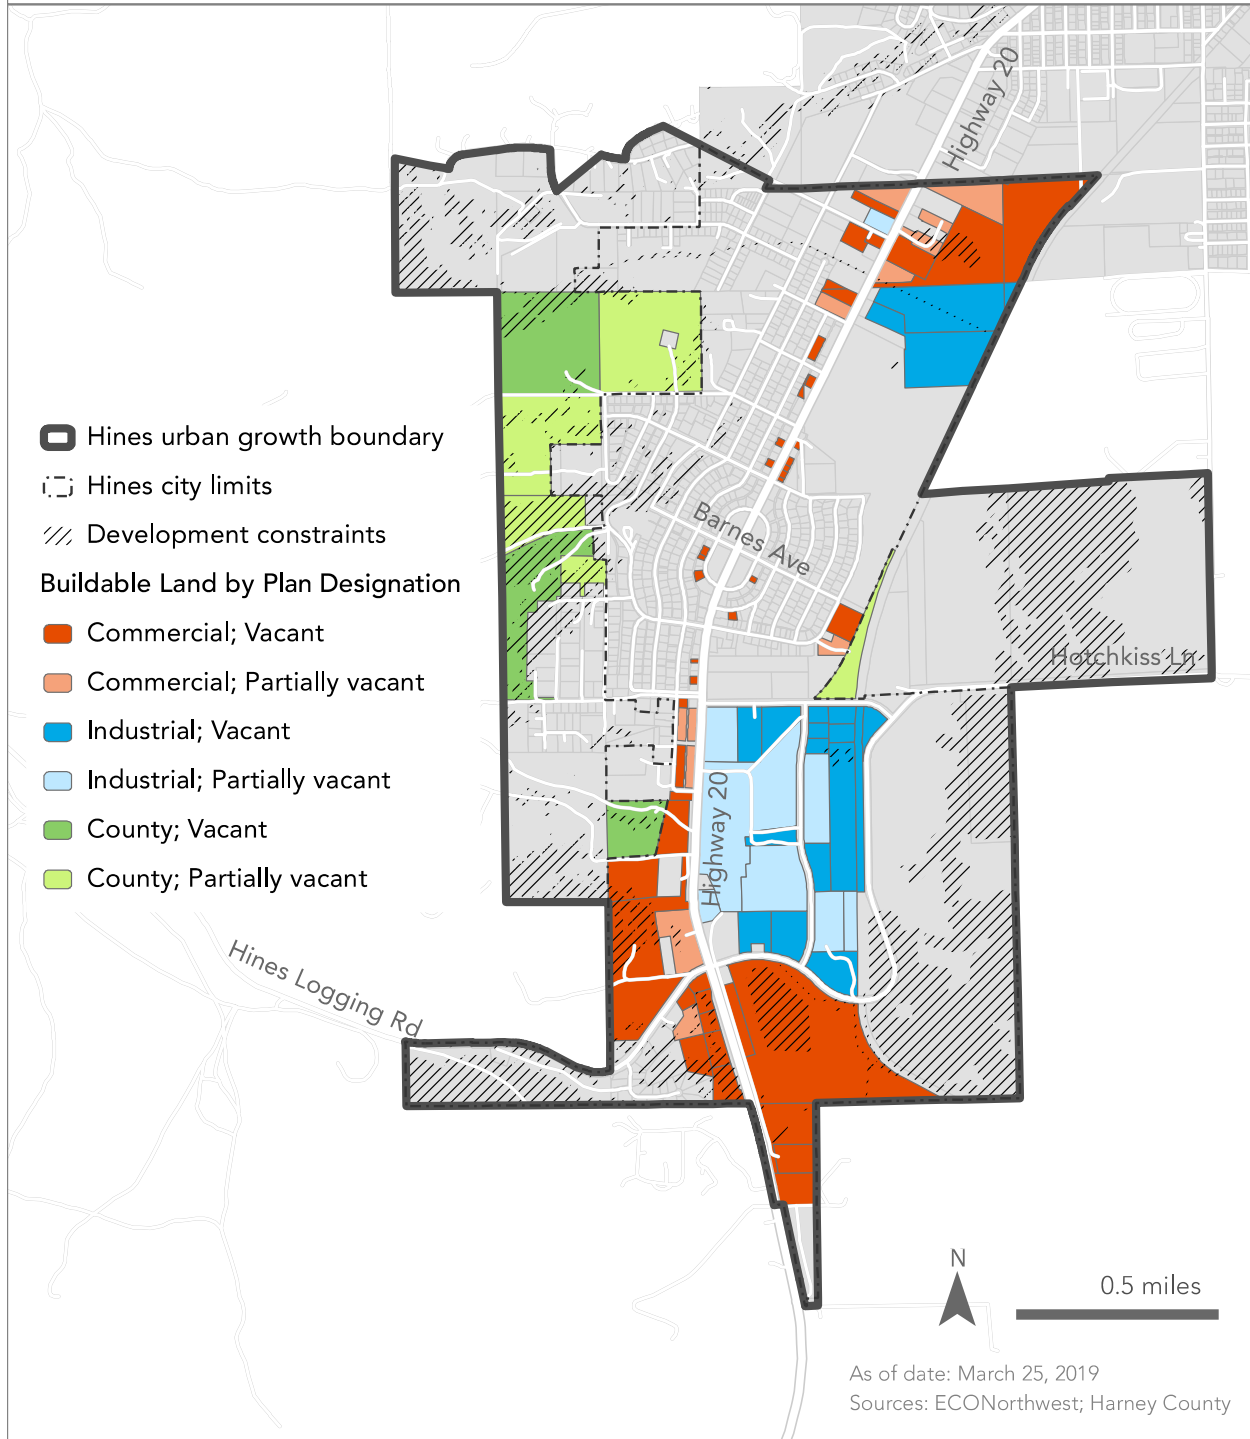 Highway 20
Hines urban growth boundary
Hines city limits
Development constraints
Buildable Land by Plan Designation
Commercial; Vacant
Commercial; Partially vacant
Industrial; Vacant
Industrial; Partially vacant
County; Vacant
County; Partially vacant
Barnes Ave
Hotchkiss Ln
Highway 20
Hines Logging Rd
N
0.5 miles
As of date: March 25, 2019
Sources: ECONorthwest; Harney County